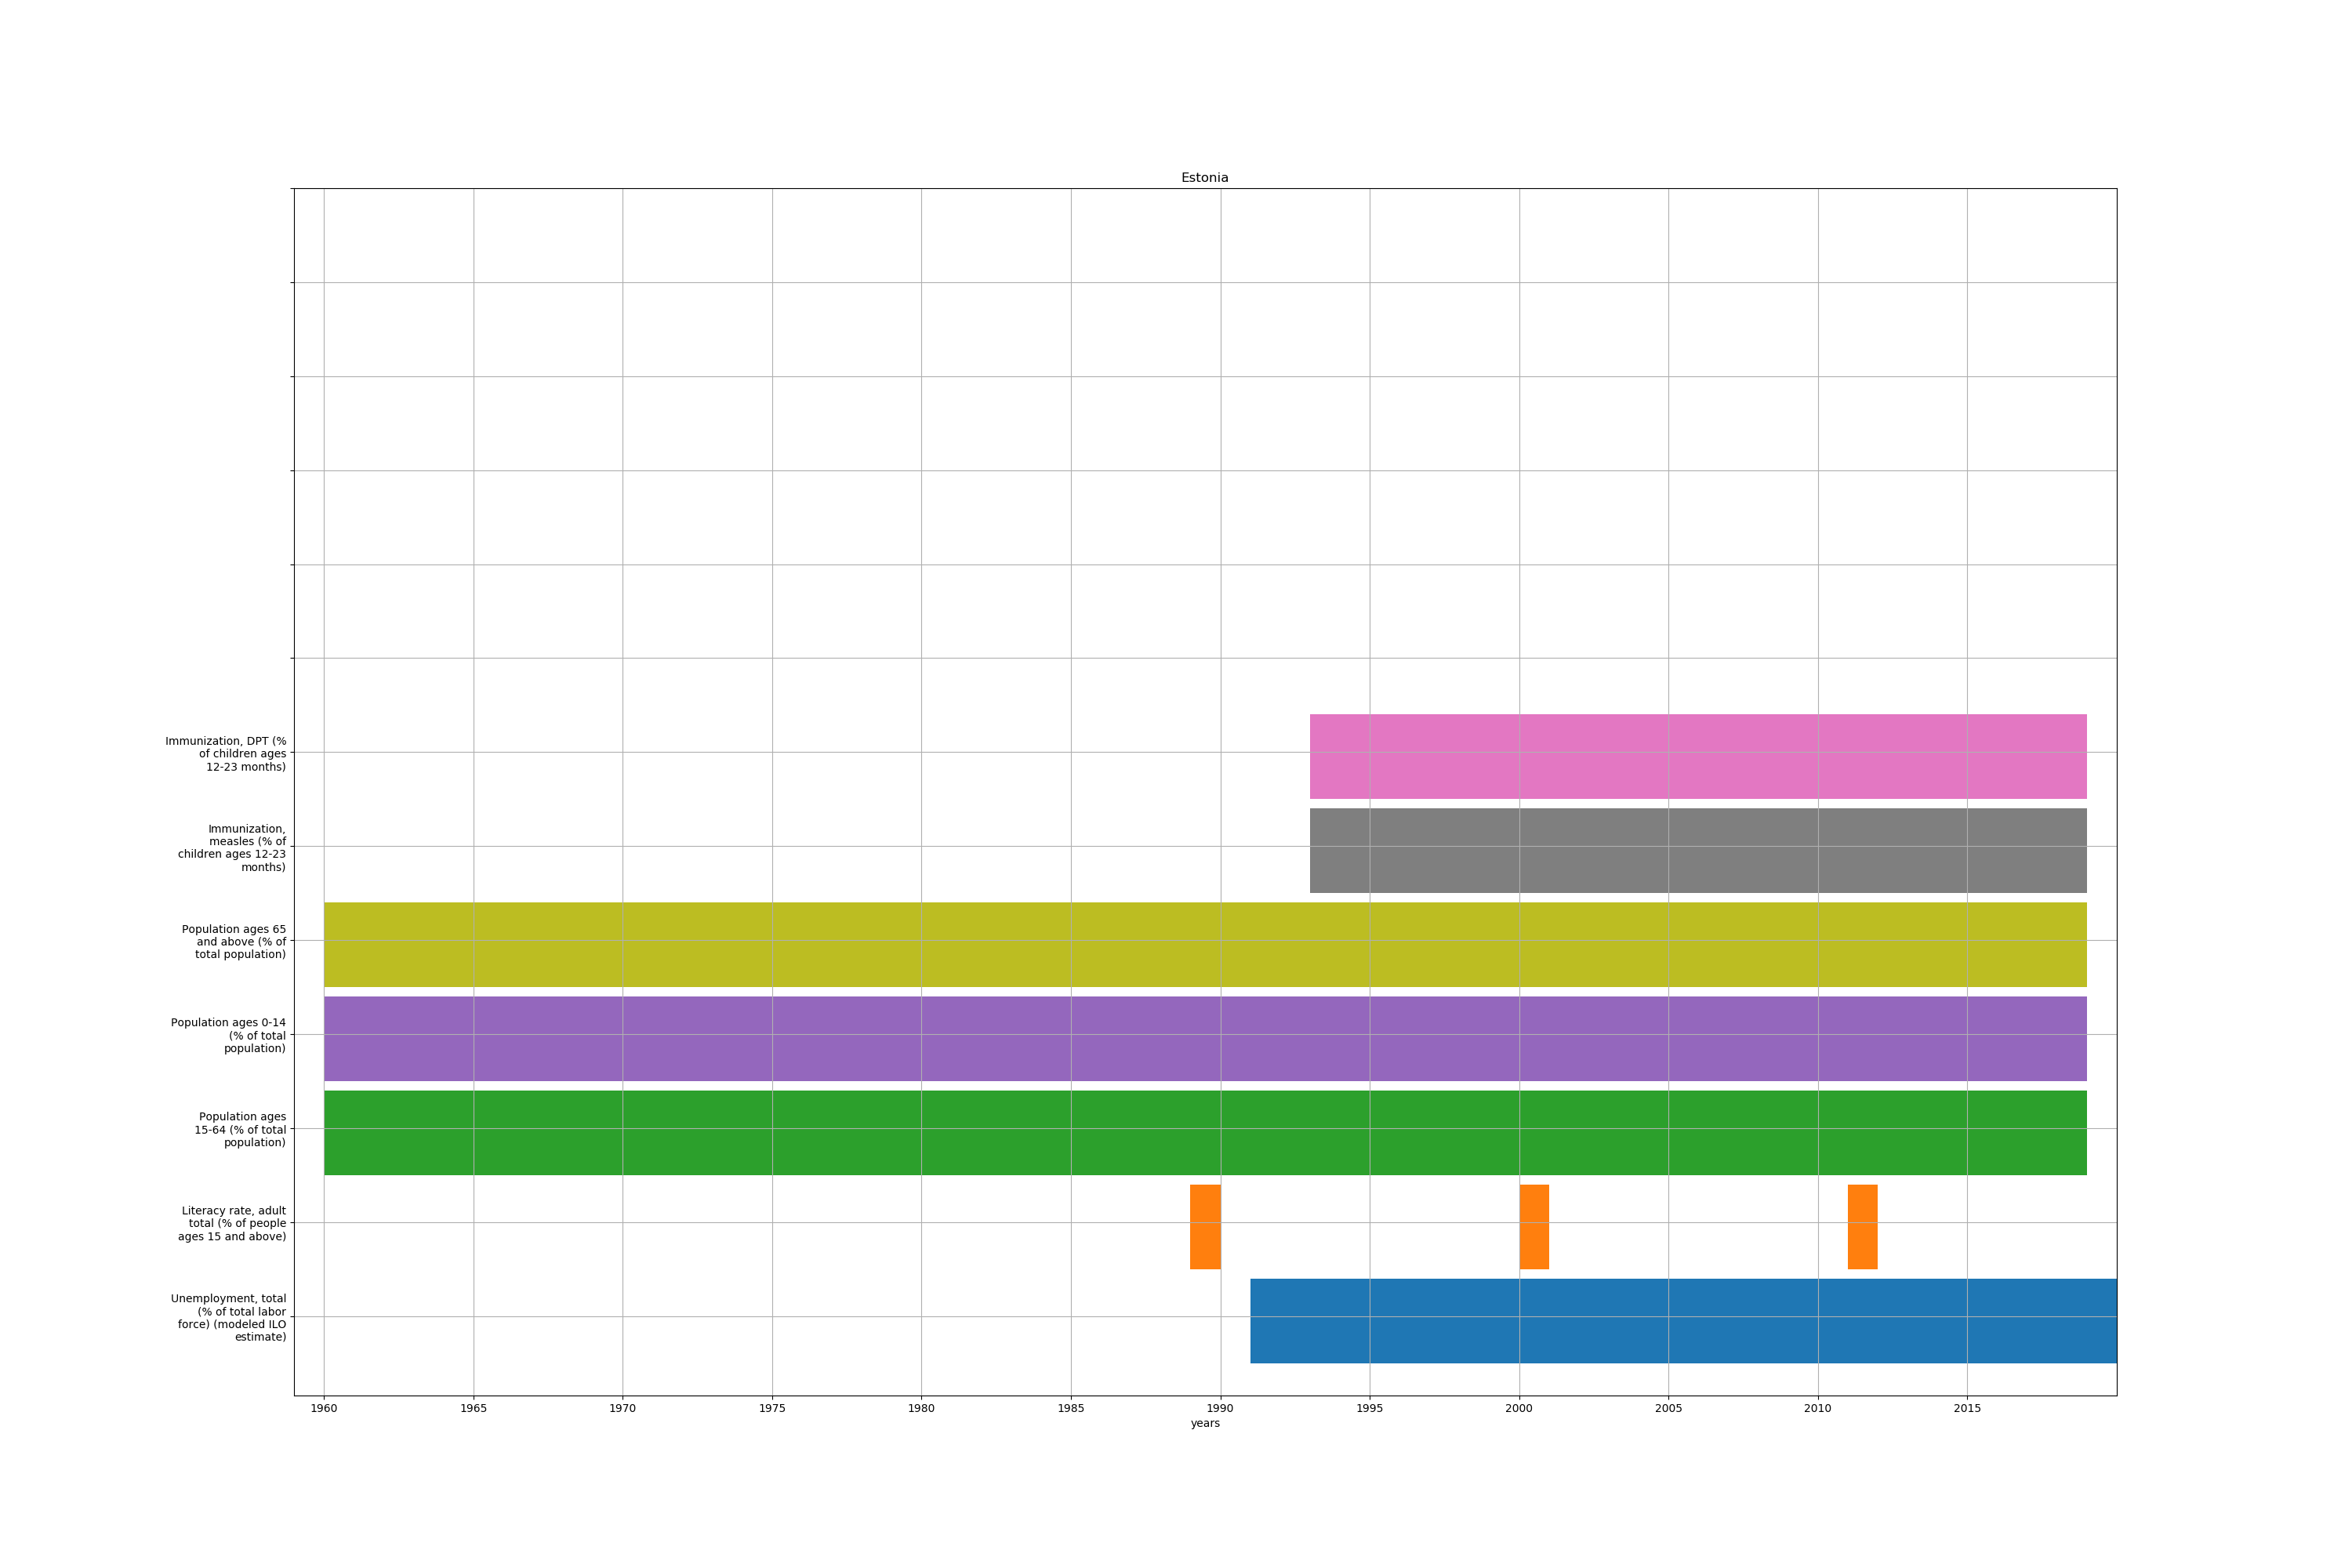 Estonia
Immunization, DPT (%
of children ages
12-23 months)
Immunization,
measles (% of
children ages 12-23
months)
Population ages 65
and above (% of
total population)
Population ages 0-14
(% of total
population)
Population ages
15-64 (% of total
population)
Literacy rate, adult
total (% of people
ages 15 and above)
Unemployment, total
(% of total labor
force) (modeled ILO
estimate)
1960 1965 1970 1975 1980 1985 1990 1995 2000 2005 2010 2015
years